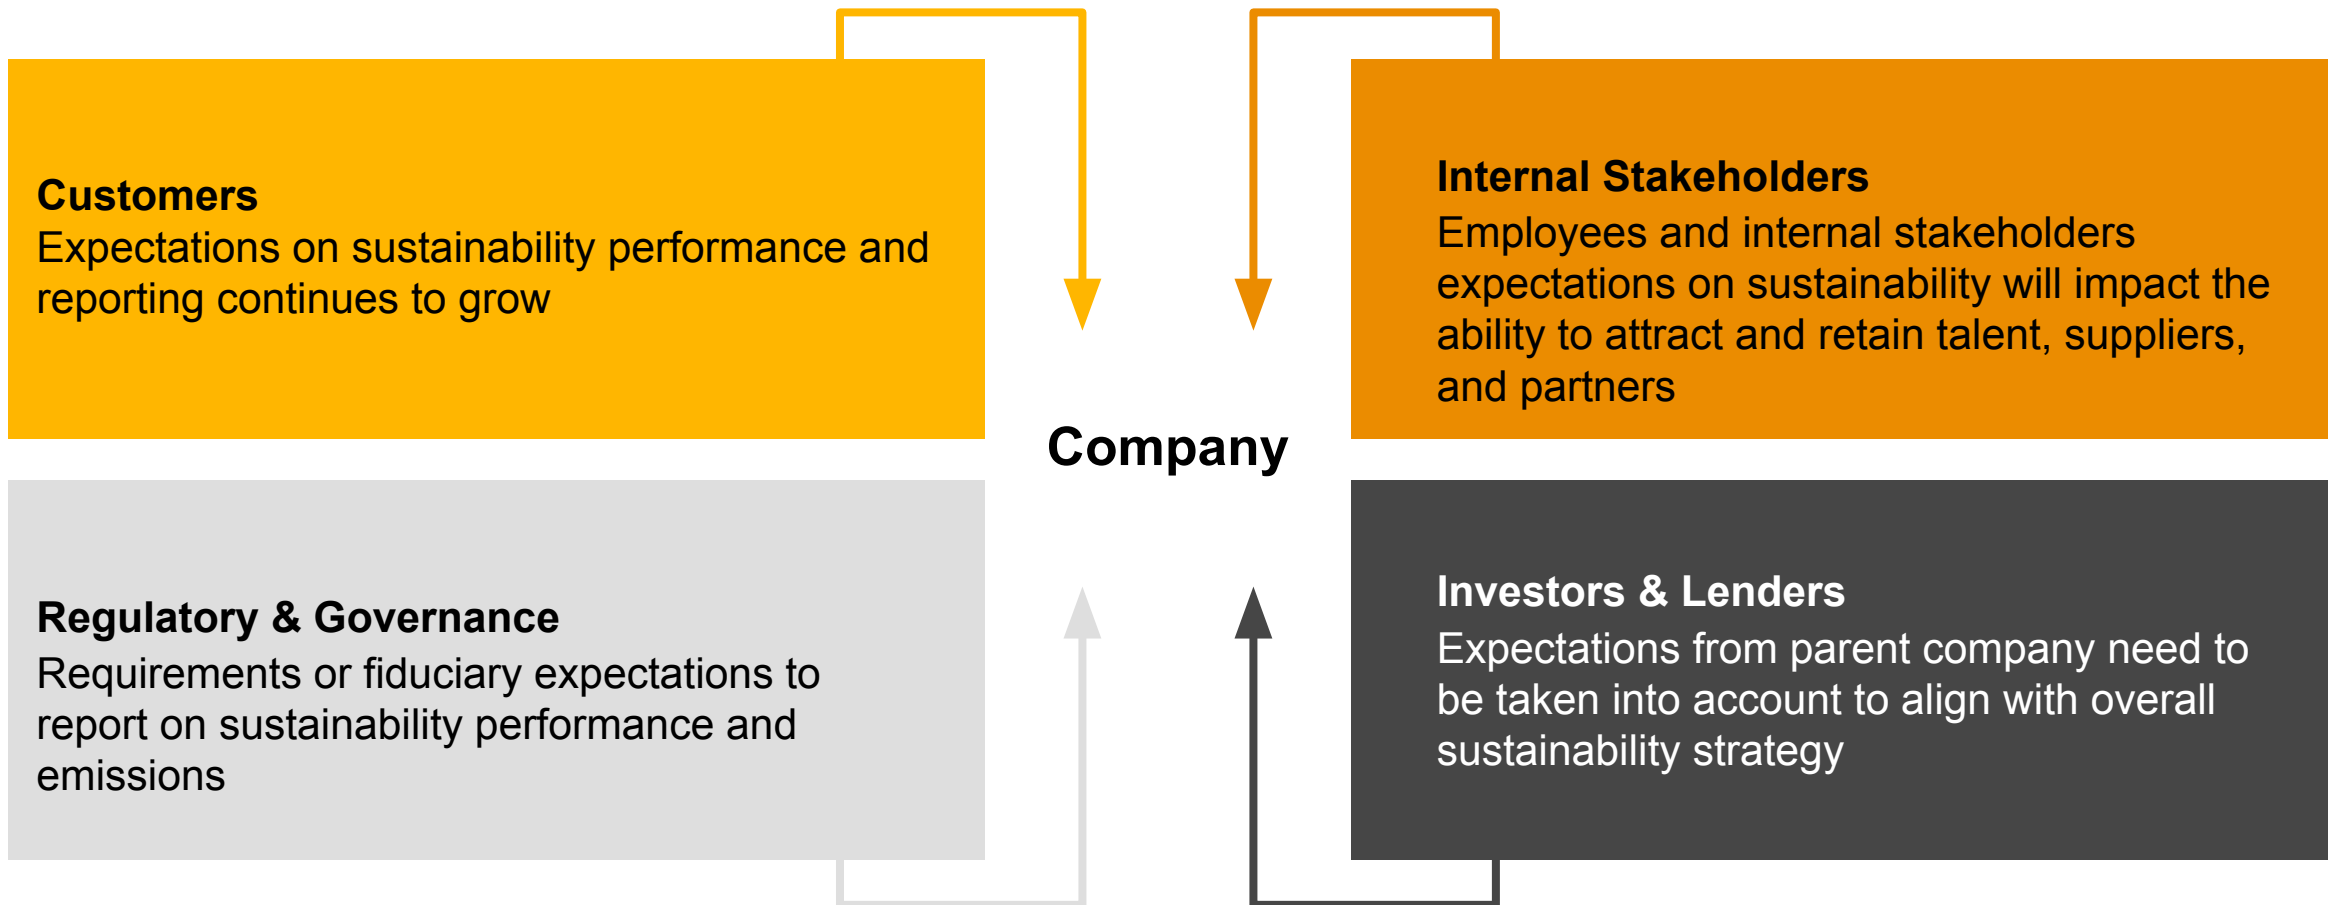 Customers
Expectations on sustainability performance and
reporting continues to grow
Internal Stakeholders
Employees and internal stakeholders
expectations on sustainability will impact the
ability to attract and retain talent, suppliers,
and partners
Company
Regulatory & Governance
Requirements or fiduciary expectations to
report on sustainability performance and
emissions
Investors & Lenders
Expectations from parent company need to
be taken into account to align with overall
sustainability strategy